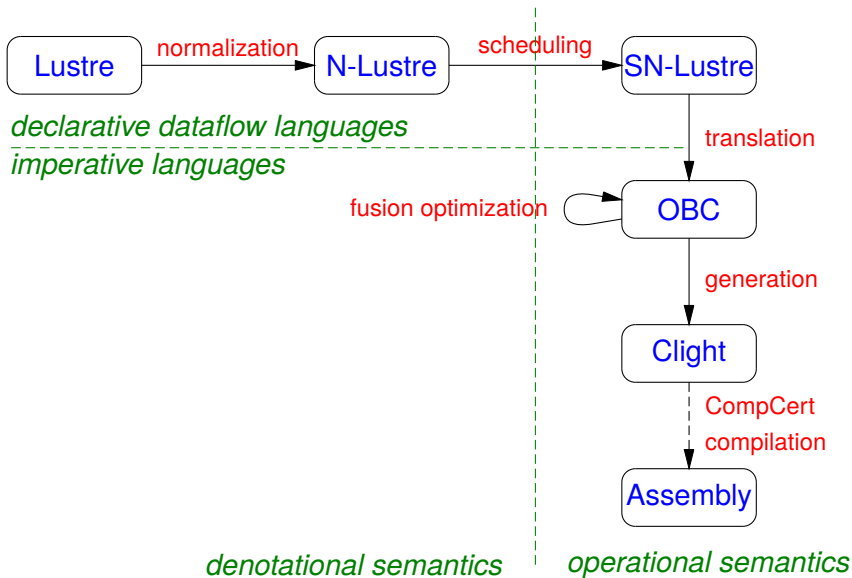 normalization
scheduling
Lustre
N-Lustre
SN-Lustre
declarative dataflow languages
imperative languages
translation
fusion optimization
OBC
generation
Clight
CompCert
compilation
Assembly
denotational semantics
operational semantics